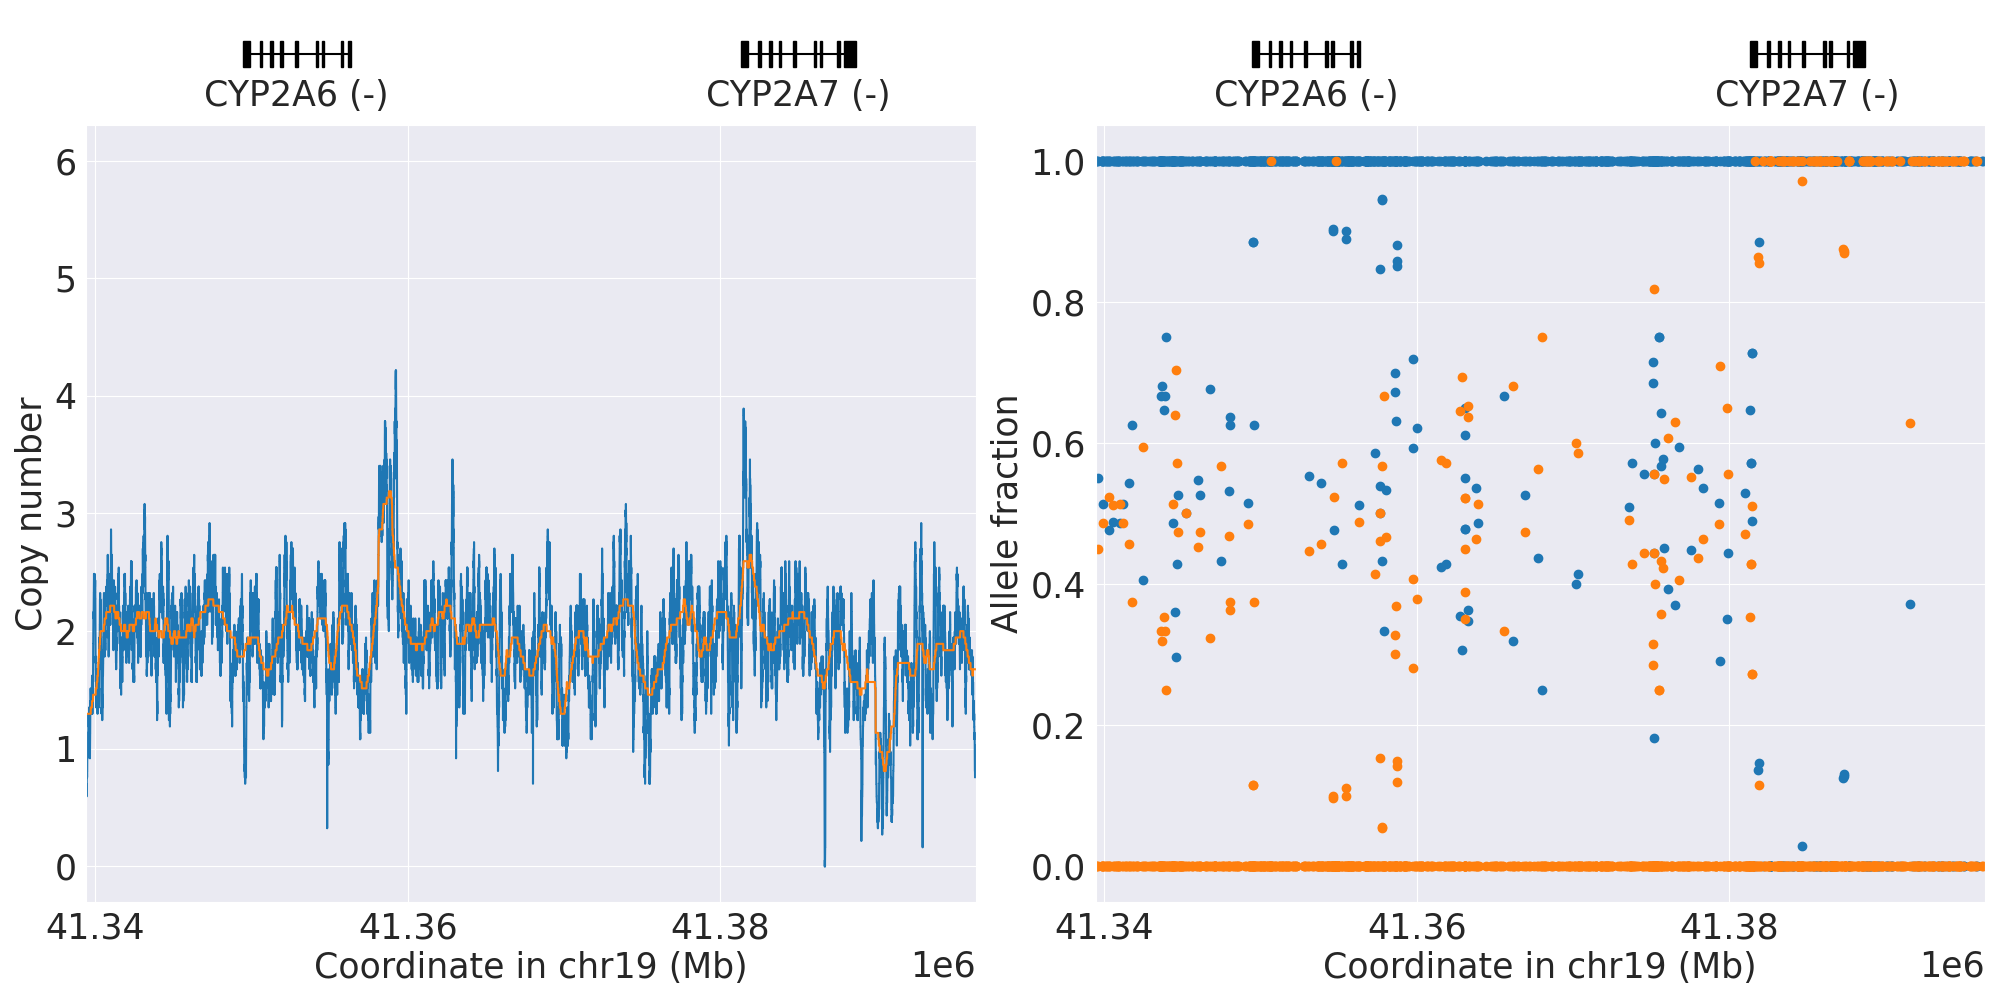 CYP2A6 (-)
CYP2A7 (-)
6
5
4
3
2
1
0
Copy number
41.34
41.36
41.38
Coordinate in chr19 (Mb)
1e6
CYP2A6 (-)
CYP2A7 (-)
1.0
0.8
0.6
0.4
0.2
0.0
Allele fraction
41.34
41.36
41.38
Coordinate in chr19 (Mb)
1e6